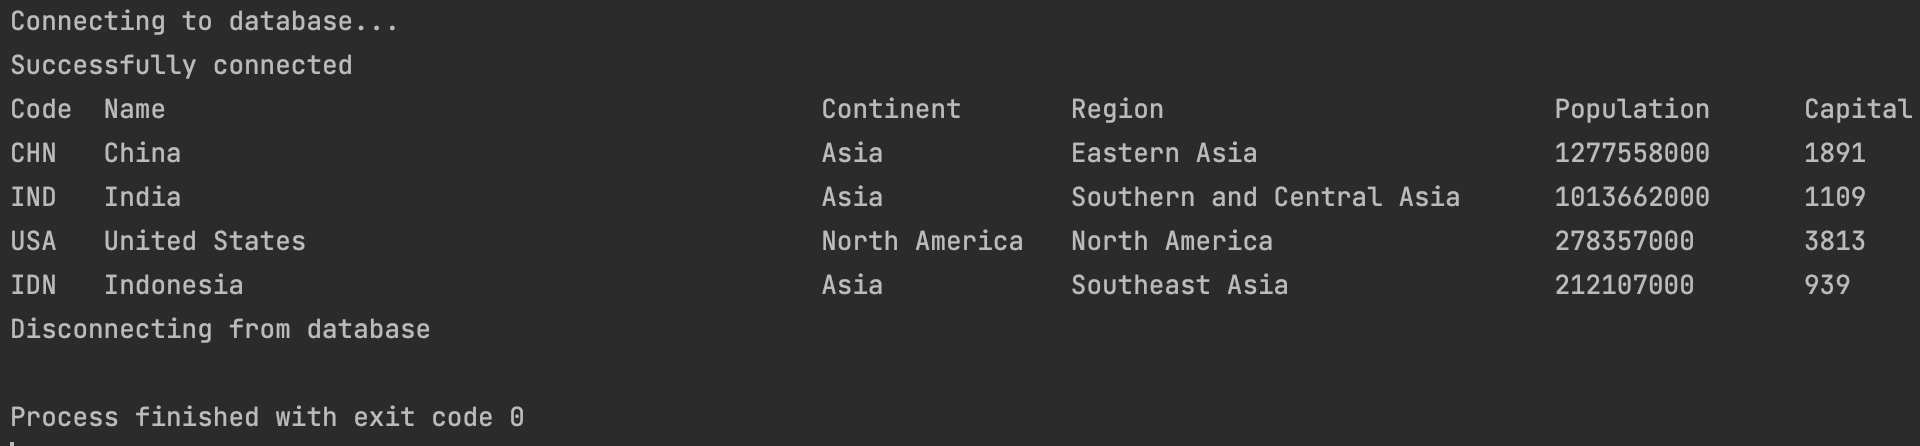 Connecting to database...
Successfully connected
Code Name Continent Region Population Capital
CHN China Asia Eastern Asia 1277558000 1891
IND India Asia Southern and Central Asia 1013662000 1109
USA United States North America North America 278357000 3813
IDN Indonesia Asia Southeast Asia 212107000 939
Disconnecting from database
Process finished with exit code 0